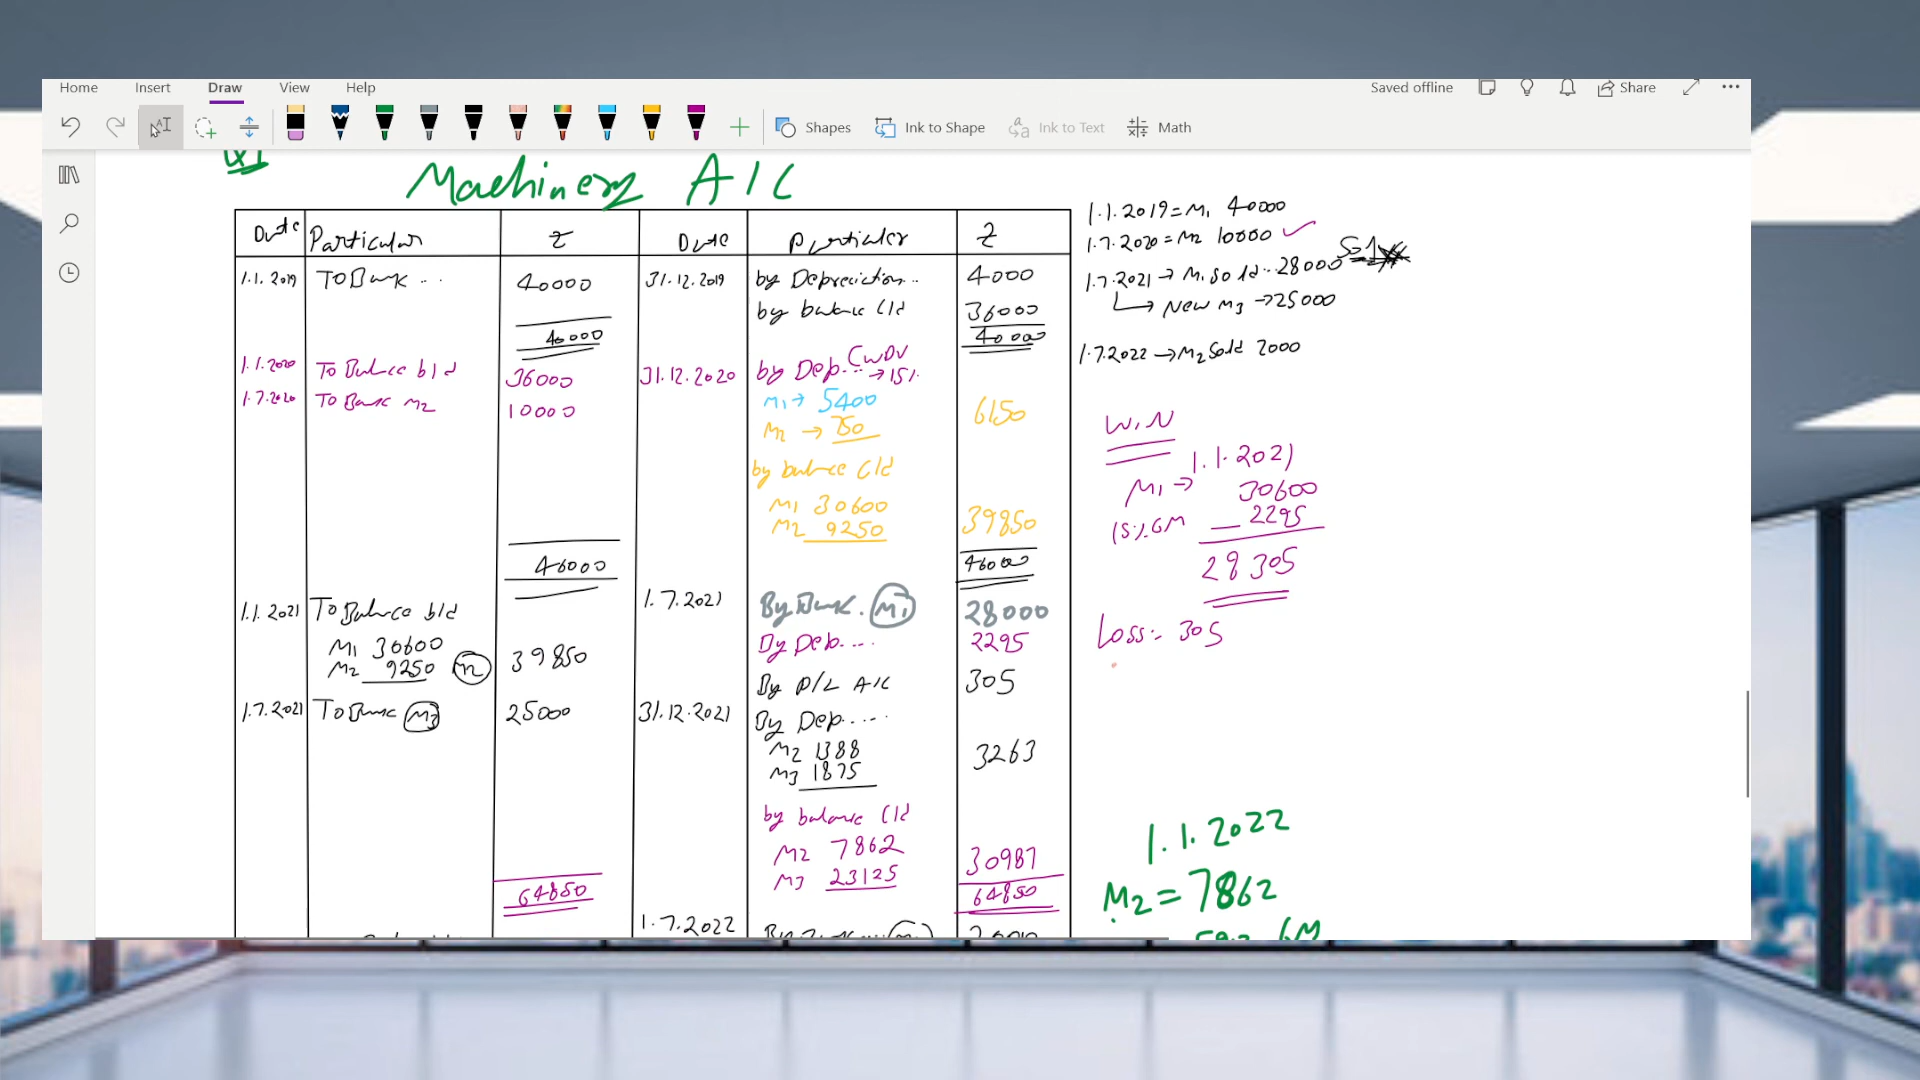 Home Insert Draw View Help Saved offline Share
Shapes Ink to Shape Ink to Text Math
Q1
Machinery A/C
Date Particular ₹ Date Particular ₹
1.1.2019 To Bank .. 40000 31.12.2019 by Depreciation.. 4000
by balance C/d 36000
40000 40000
1.1.2020 To Balance b/d 36000 31.12.2020 by Dep... (WDV → 15%
1.7.2020 To Bank M2 10000 M1 → 5400 6150
M2 → 750
by balance C/d
M1 30600
M2 9250 39850
46000 46000
1.1.2021 To Balance b/d 1.7.2021 By Bank. M1 28000
M1 30600 By Dep.... 2295
M2 9250 M2 39850
By P/L A/C 305
1.7.2021 To Bank M3 25000 31.12.2021 By Dep.....
M2 1388 3263
M3 1875
by balance C/d
M2 7862
M3 23125 30987
64850 64850
1.7.2022
1.1.2019 = M1 40000
1.7.2020 = M2 10000
1.7.2021 → M1 Sold.. 28000
New M3 → 25000
1.7.2022 → M2 Sold 2000
W.N
1.1.2021
M1 → 30600
15% 6M 2295
28305
Loss:- 305
1.1.2022
M2 = 7862
6M